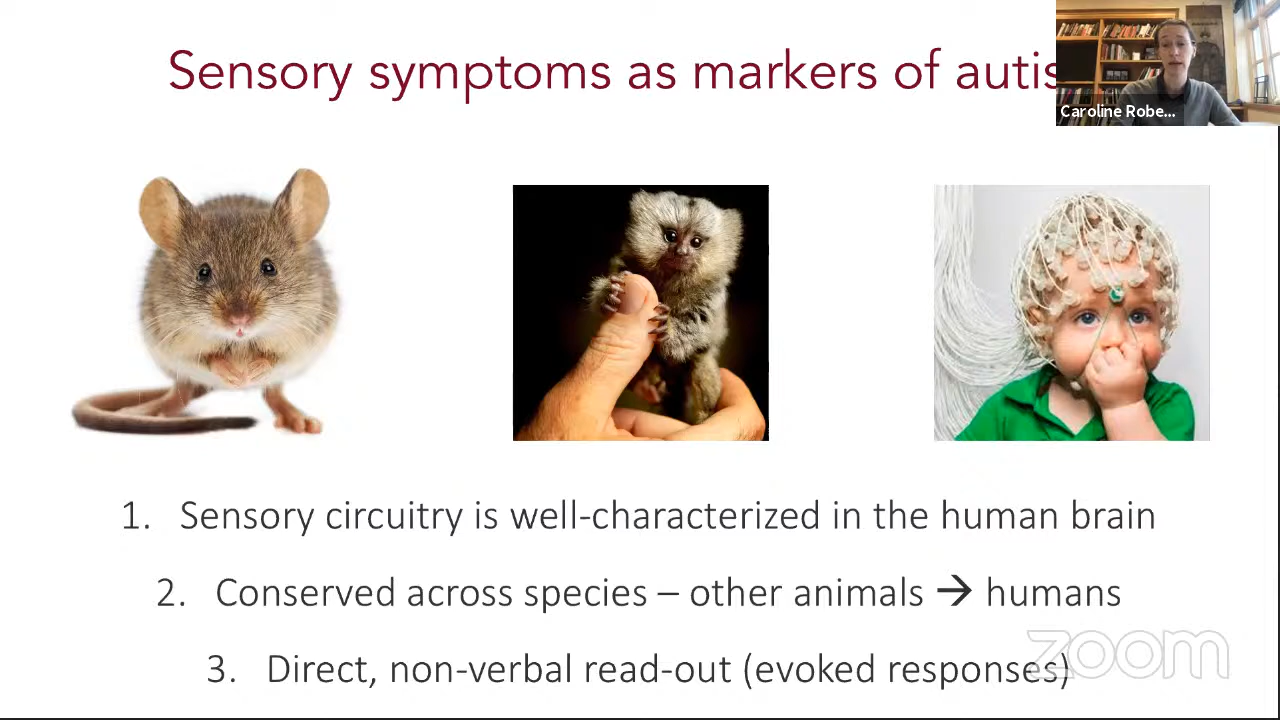 Sensory symptoms as markers of autis
Caroline Robe...
1. Sensory circuitry is well-characterized in the human brain
2. Conserved across species – other animals → humans
3. Direct, non-verbal read-out (evoked responses)
zoom